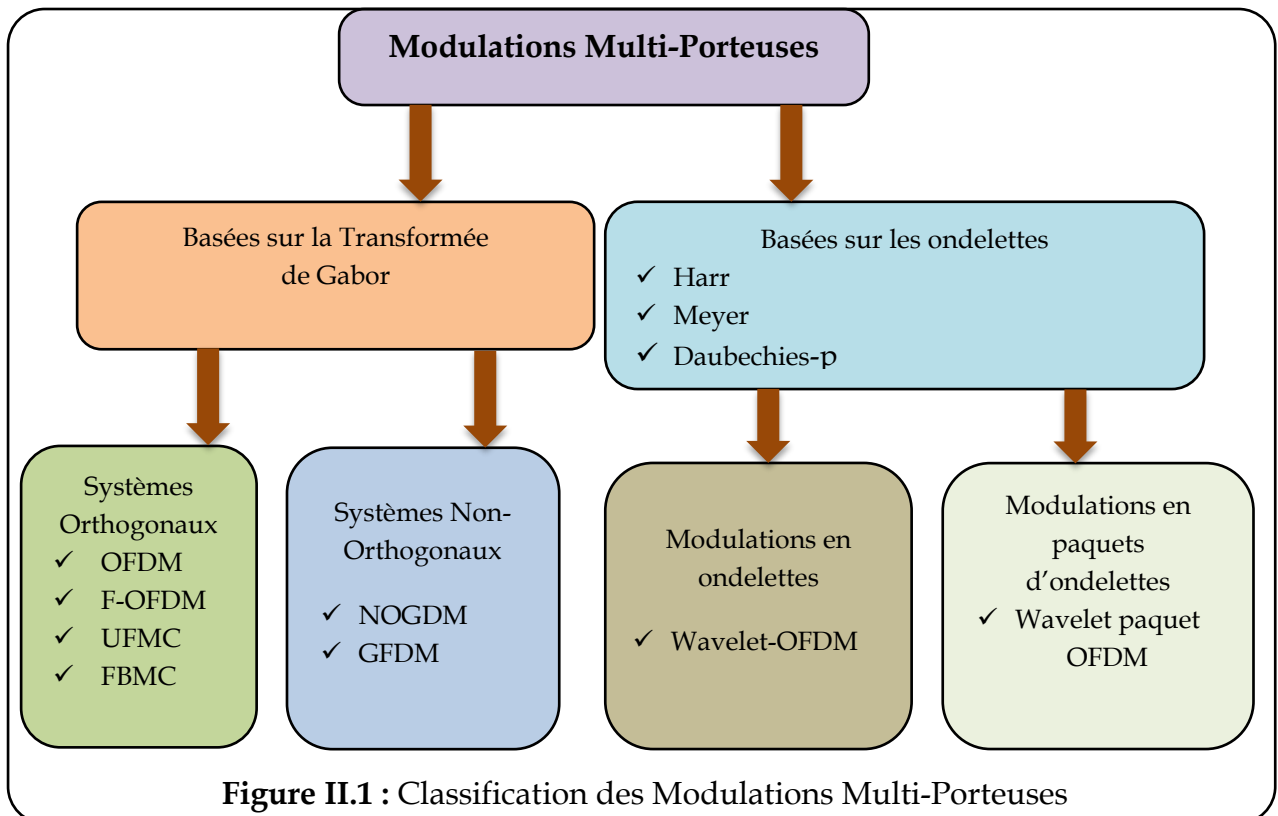 Modulations Multi-Porteuses
Basées sur la Transformée
de Gabor
Basées sur les ondelettes
✓ Harr
✓ Meyer
✓ Daubechies-p
Systèmes
Orthogonaux
✓ OFDM
✓ F-OFDM
✓ UFMC
✓ FBMC
Systèmes Non-
Orthogonaux
✓ NOGDM
✓ GFDM
Modulations en
ondelettes
✓ Wavelet-OFDM
Modulations en
paquets
d’ondelettes
✓ Wavelet paquet
OFDM
Figure II.1 : Classification des Modulations Multi-Porteuses